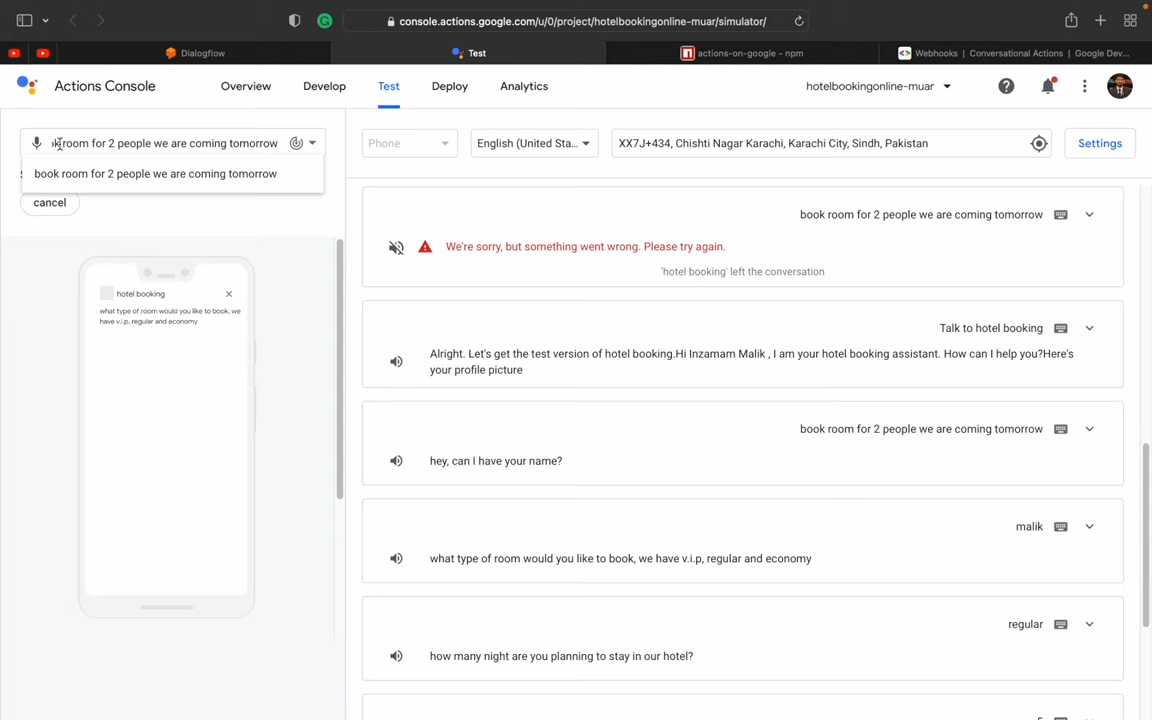 console.actions.google.com/u/0/project/hotelbookingonline-muar/simulator/
Dialogflow
Test
actions-on-google - npm
Webhooks | Conversational Actions | Google Dev...
Actions Console
Overview
Develop
Test
Deploy
Analytics
hotelbookingonline-muar
room for 2 people we are coming tomorrow
book room for 2 people we are coming tomorrow
cancel
hotel booking
what type of room would you like to book, we
have v.i.p, regular and economy
Phone
English (United Sta...
XX7J+434, Chishti Nagar Karachi, Karachi City, Sindh, Pakistan
Settings
book room for 2 people we are coming tomorrow
We're sorry, but something went wrong. Please try again.
'hotel booking' left the conversation
Talk to hotel booking
Alright. Let's get the test version of hotel booking.Hi Inzamam Malik , I am your hotel booking assistant. How can I help you?Here's
your profile picture
book room for 2 people we are coming tomorrow
hey, can I have your name?
malik
what type of room would you like to book, we have v.i.p, regular and economy
regular
how many night are you planning to stay in our hotel?